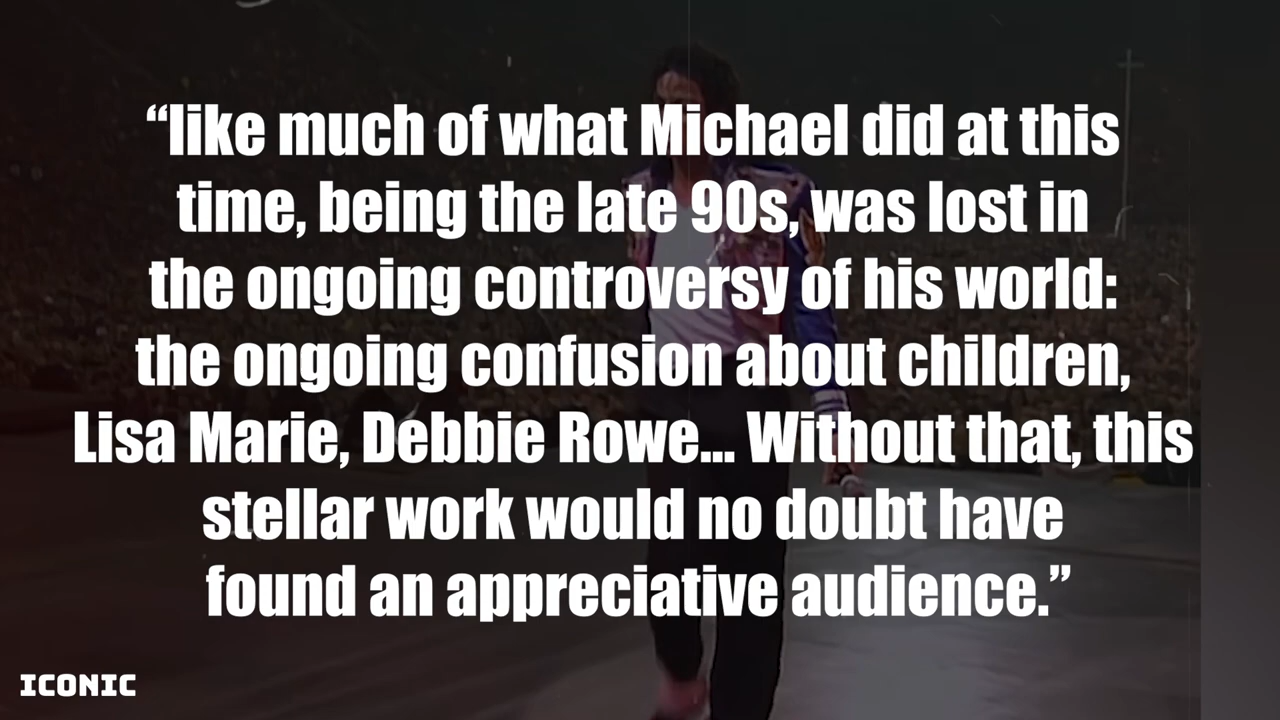 “like much of what Michael did at this
time, being the late 90s, was lost in
the ongoing controversy of his world:
the ongoing confusion about children,
Lisa Marie, Debbie Rowe... Without that, this
stellar work would no doubt have
found an appreciative audience.”
ICONIC